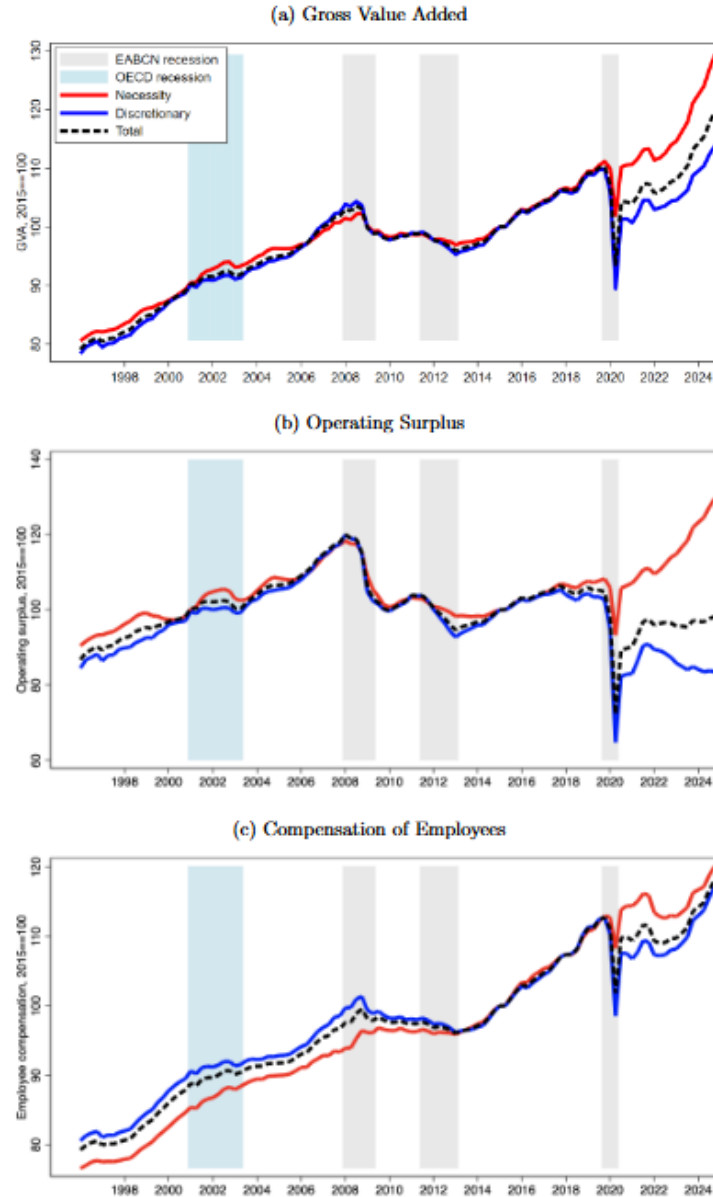 (a) Gross Value Added
EABCN recession
OECD recession
Necessity
Discretionary
Total
GVA, 2015==100
130
120
110
100
90
80
1998 2000 2002 2004 2006 2008 2010 2012 2014 2016 2018 2020 2022 2024
(b) Operating Surplus
Operating surplus, 2015==100
140
120
100
80
60
1998 2000 2002 2004 2006 2008 2010 2012 2014 2016 2018 2020 2022 2024
(c) Compensation of Employees
Employee compensation, 2015==100
120
110
100
90
80
1998 2000 2002 2004 2006 2008 2010 2012 2014 2016 2018 2020 2022 2024